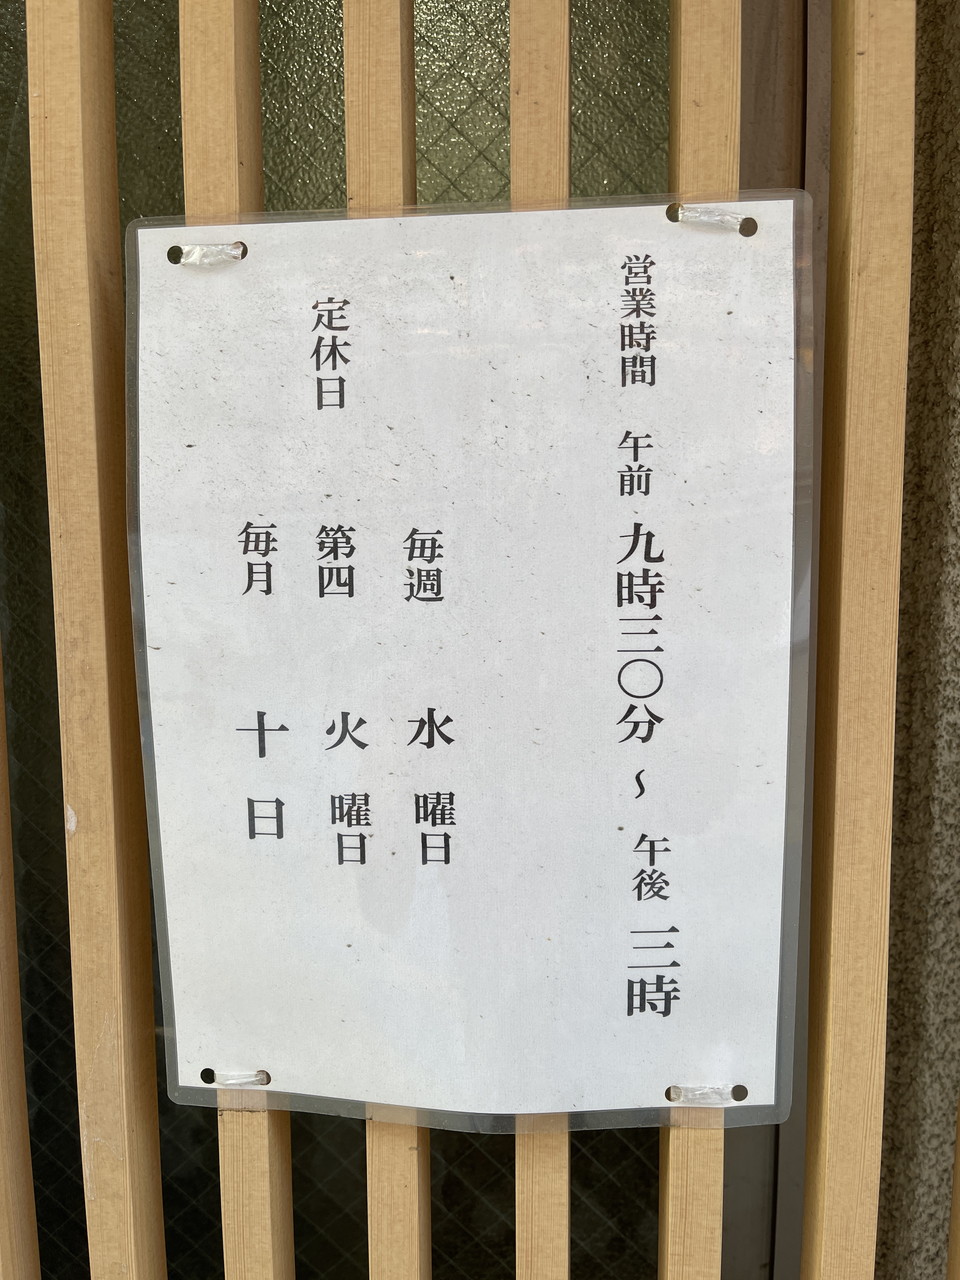 営業時間 午前 九時三〇分 〜 午後 三時
定休日
毎週 水曜日
第四 火曜日
毎月 十日